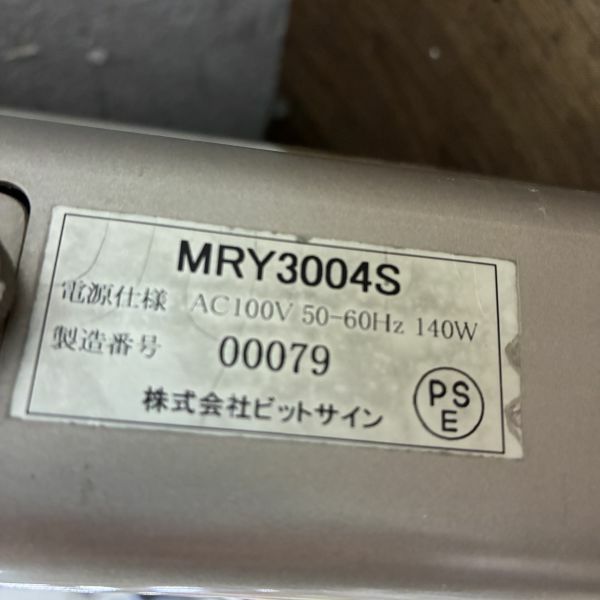 MRY3004S
電源仕様 AC100V 50-60Hz 140W
製造番号 00079
株式会社ビットサイン
PS
E